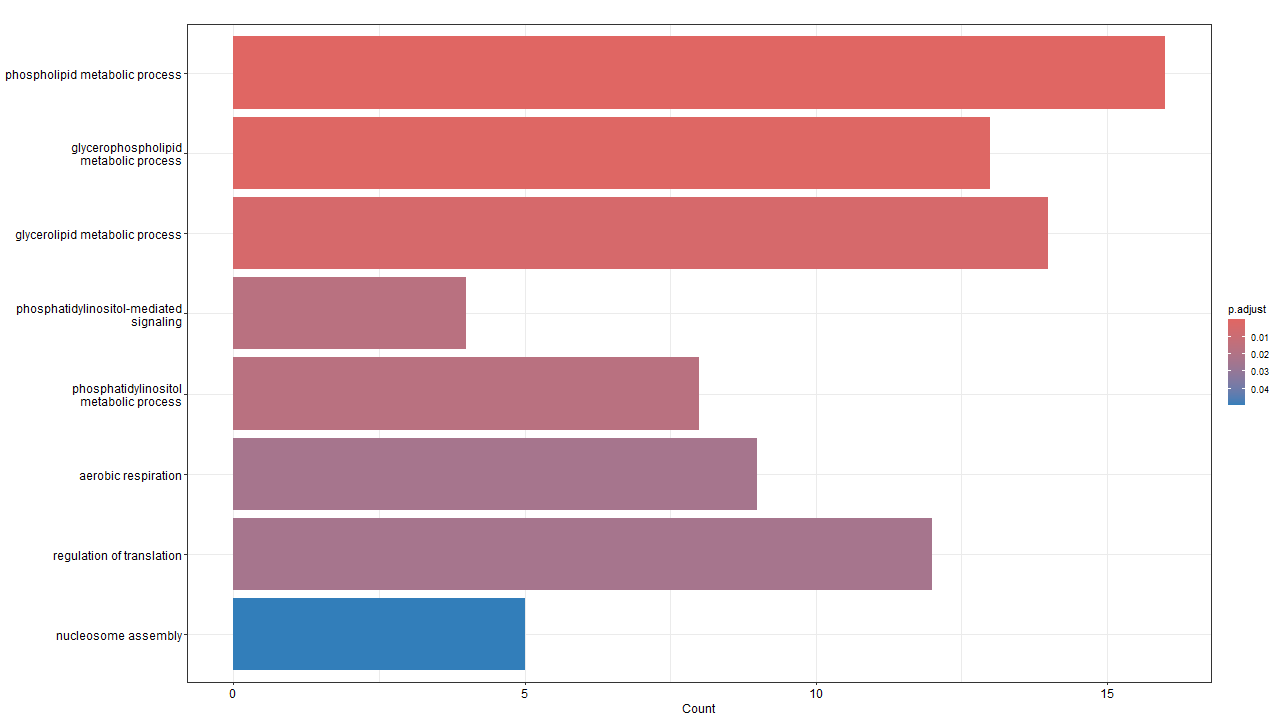 phospholipid metabolic process
glycerophospholipid
metabolic process
glycerolipid metabolic process
phosphatidylinositol-mediated
signaling
phosphatidylinositol
metabolic process
aerobic respiration
regulation of translation
nucleosome assembly
0
5
10
15
Count
p.adjust
0.01
0.02
0.03
0.04